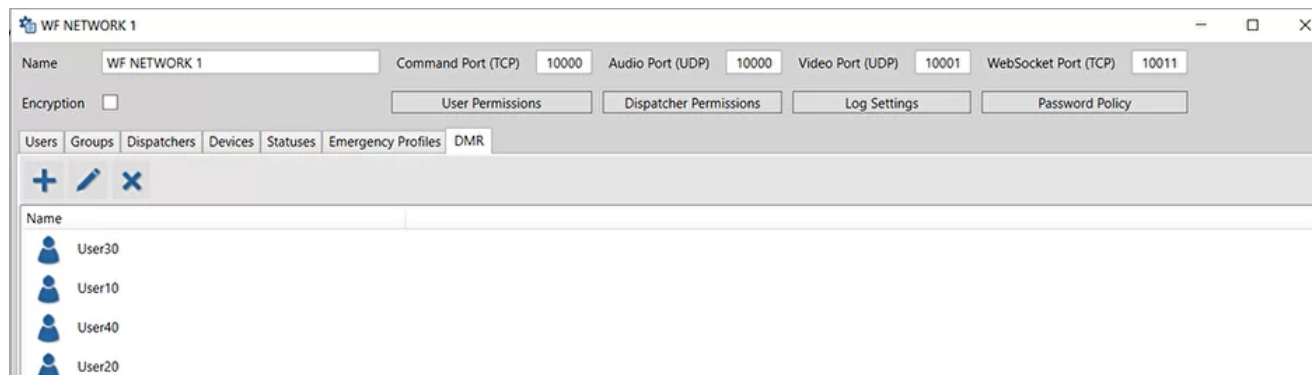 WF NETWORK 1
Name WF NETWORK 1 Command Port (TCP) 10000 Audio Port (UDP) 10000 Video Port (UDP) 10001 WebSocket Port (TCP) 10011
Encryption User Permissions Dispatcher Permissions Log Settings Password Policy
Users Groups Dispatchers Devices Statuses Emergency Profiles DMR
Name
User30
User10
User40
User20